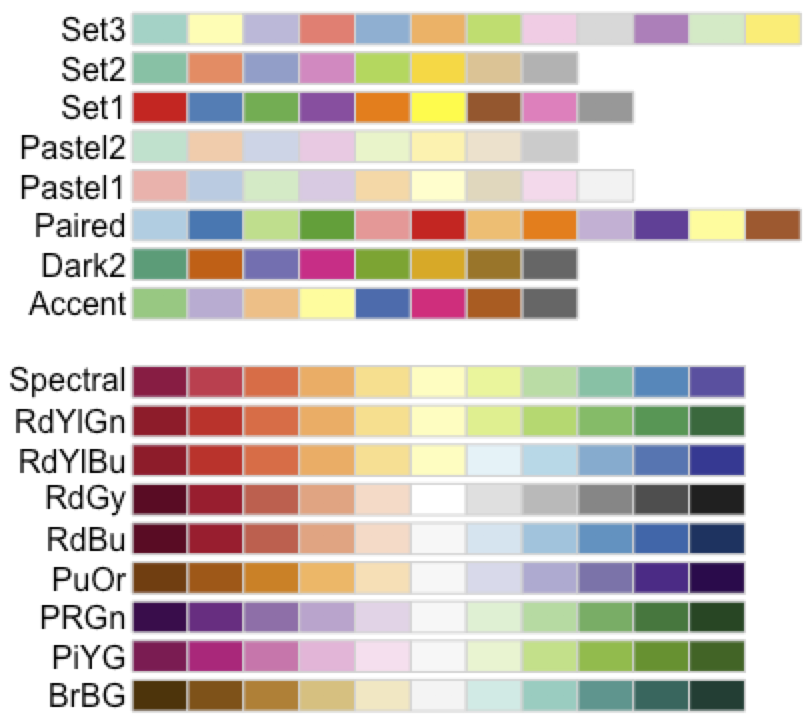 Set3
Set2
Set1
Pastel2
Pastel1
Paired
Dark2
Accent
Spectral
RdYlGn
RdYlBu
RdGy
RdBu
PuOr
PRGn
PiYG
BrBG